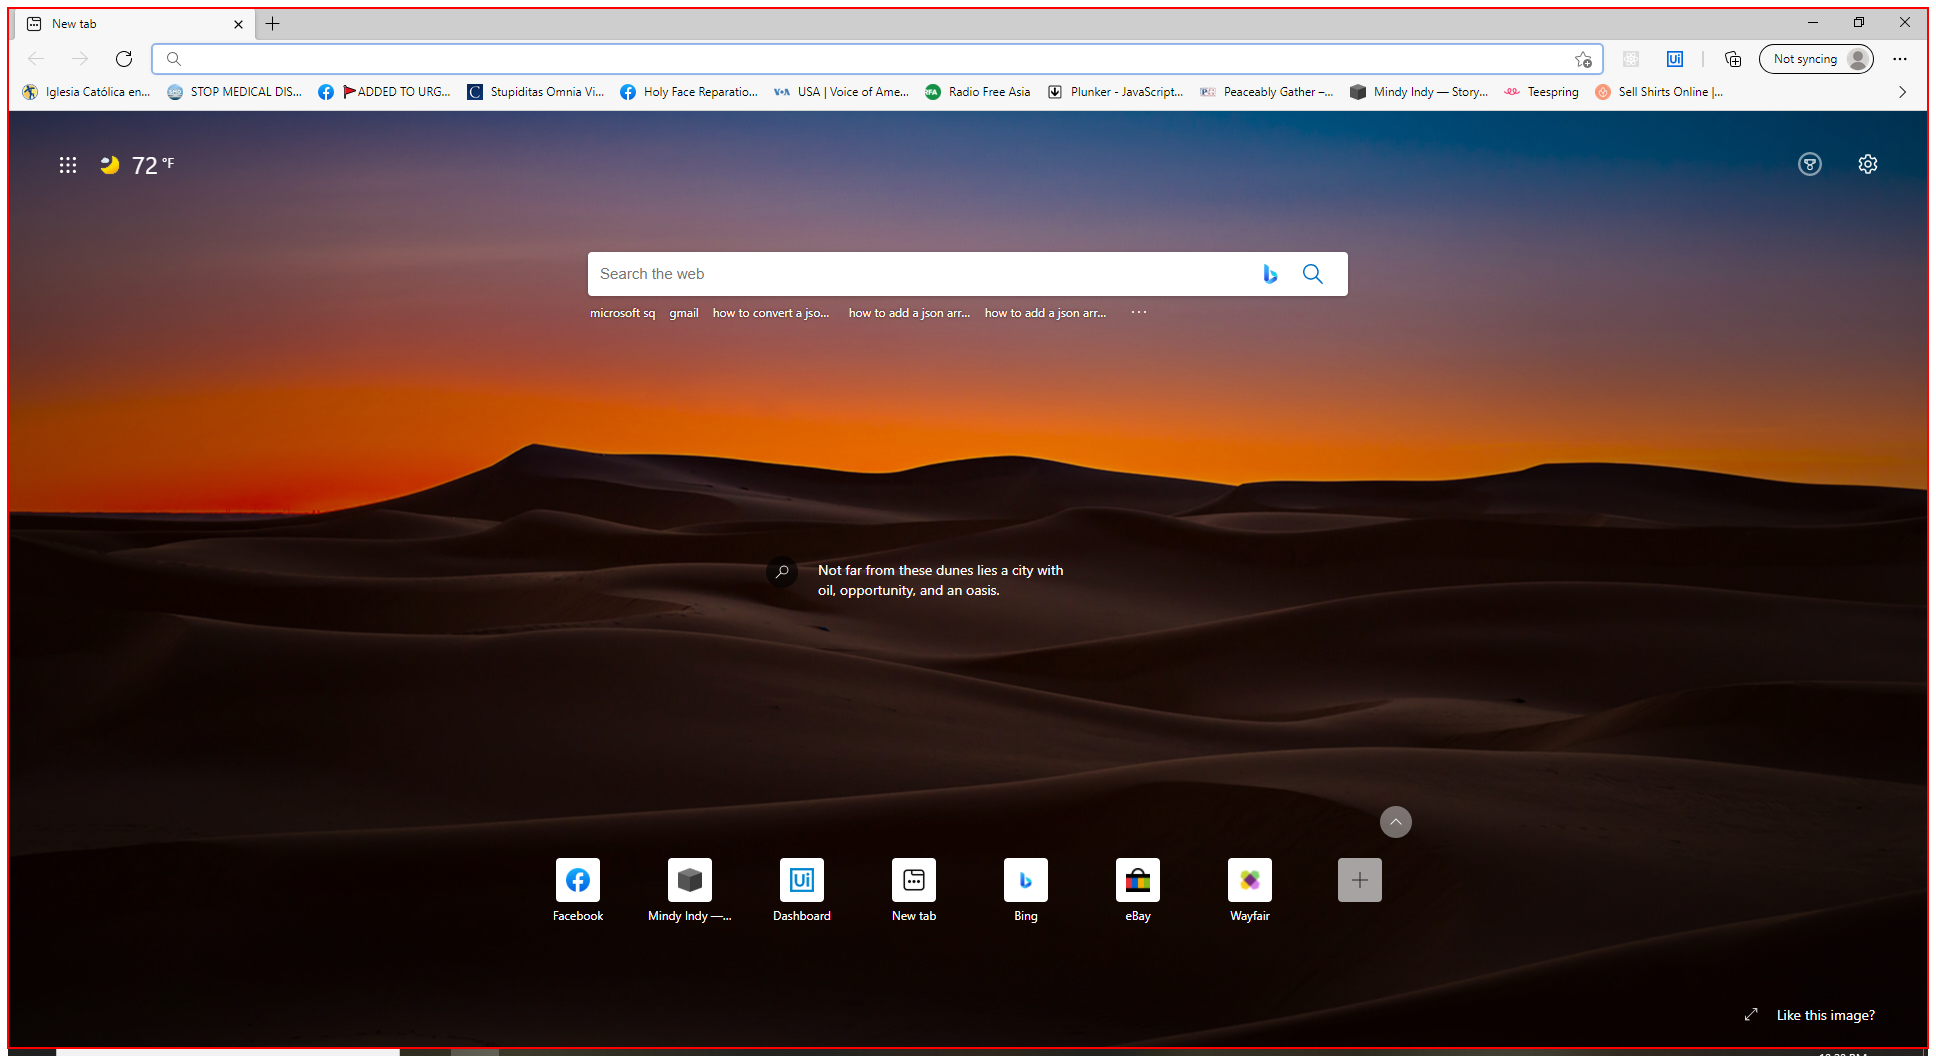 New tab
Not syncing
Iglesia Católica en...
STOP MEDICAL DIS...
ADDED TO URG...
C
Stupiditas Omnia Vi...
Holy Face Reparatio...
VOA
USA | Voice of Ame...
RFA
Radio Free Asia
Plunker - JavaScript...
Peaceably Gather –...
Mindy Indy — Story...
Teespring
Sell Shirts Online |...
Ui
72 °F
Search the web
microsoft sq
gmail
how to convert a jso...
how to add a json arr...
how to add a json arr...
Not far from these dunes lies a city with
oil, opportunity, and an oasis.
Ui
Facebook
Mindy Indy —...
Dashboard
New tab
Bing
eBay
Wayfair
Like this image?